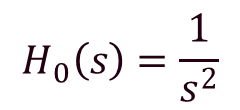 H₀(s) = 1/s²